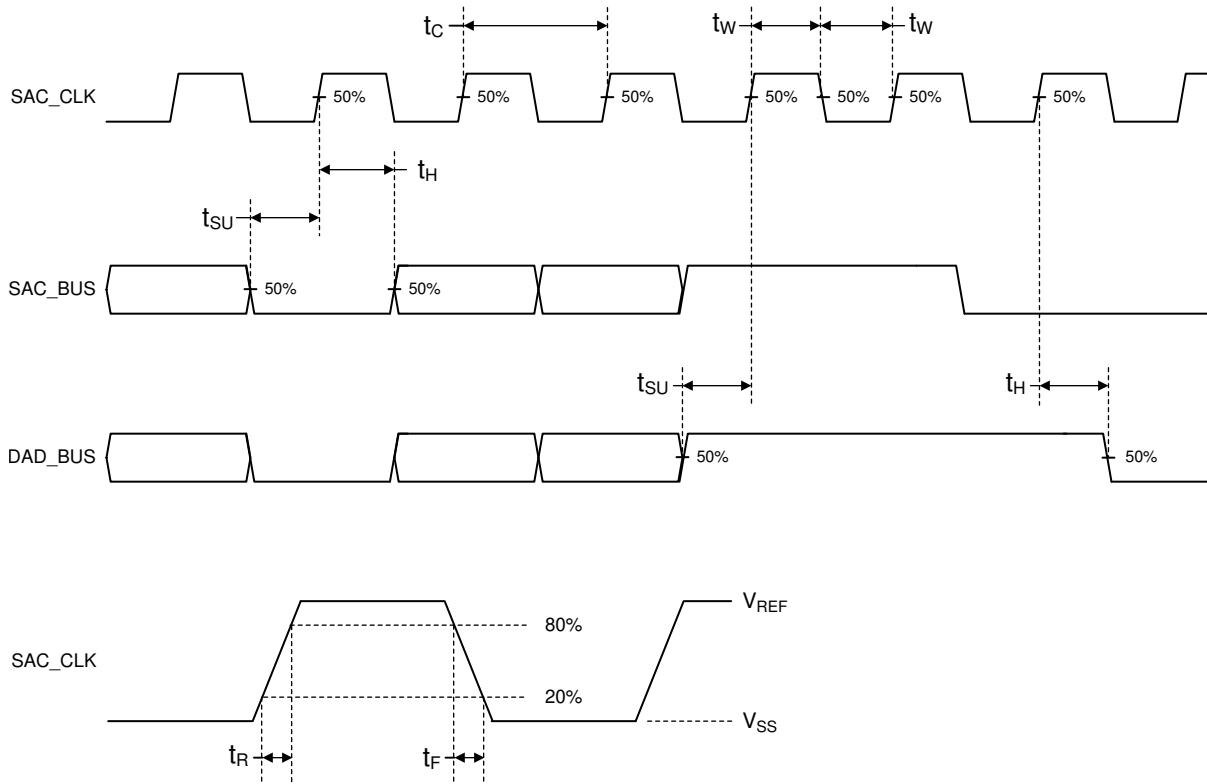 tC tW tW
SAC_CLK 50% 50% 50% 50% 50% 50% 50%
tH
tSU
SAC_BUS 50% 50%
tSU tH
DAD_BUS 50% 50%
VREF
80%
SAC_CLK
20%
VSS
tR tF